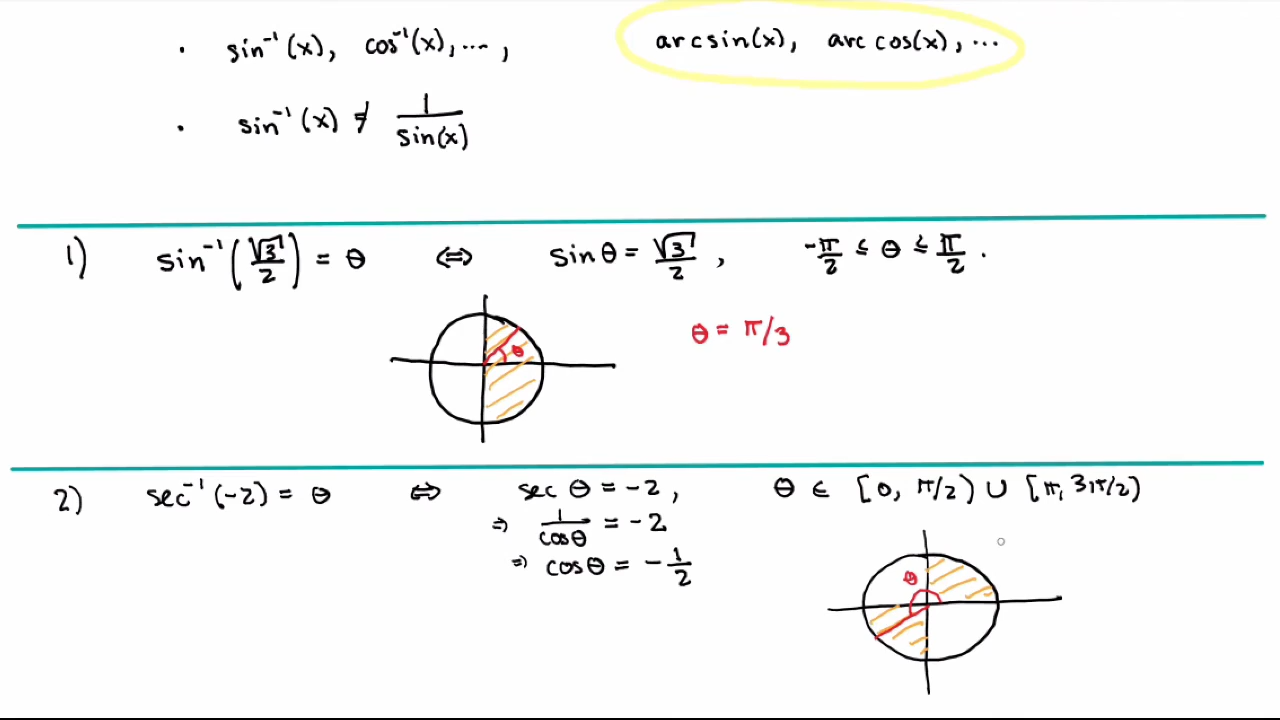 · sin⁻¹(x), cos⁻¹(x), ..., arcsin(x), arccos(x), ...
· sin⁻¹(x) ≠ 1/sin(x)
1) sin⁻¹(√3/2) = θ ⇔ sin θ = √3/2, -π/2 ≤ θ ≤ π/2.
θ = π/3
θ
2) sec⁻¹(-2) = θ ⇔ sec θ = -2, θ ∈ [0, π/2) ∪ [π, 3π/2)
⇒ 1/cosθ = -2
⇒ cosθ = -1/2
θ